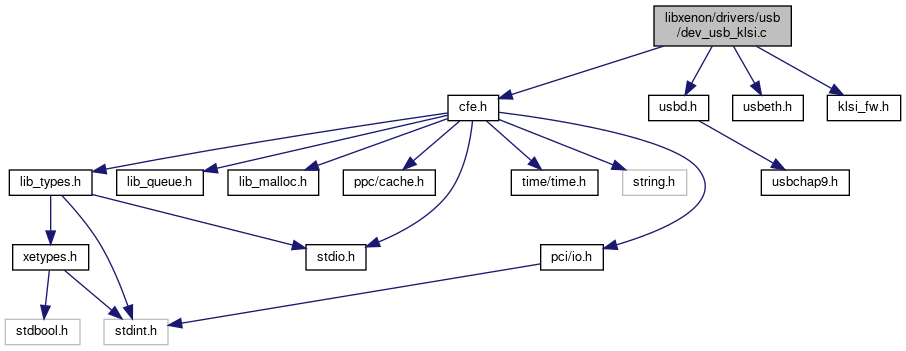 libxenon/drivers/usb
/dev_usb_klsi.c
cfe.h
usbd.h
usbeth.h
klsi_fw.h
lib_types.h
lib_queue.h
lib_malloc.h
ppc/cache.h
time/time.h
string.h
usbchap9.h
xetypes.h
stdio.h
pci/io.h
stdbool.h
stdint.h